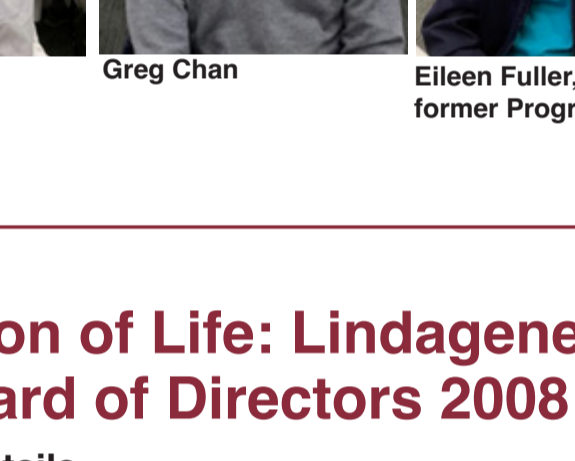 Greg Chan
Eileen Fuller,
former Progr
on of Life: Lindagene
ard of Directors 2008